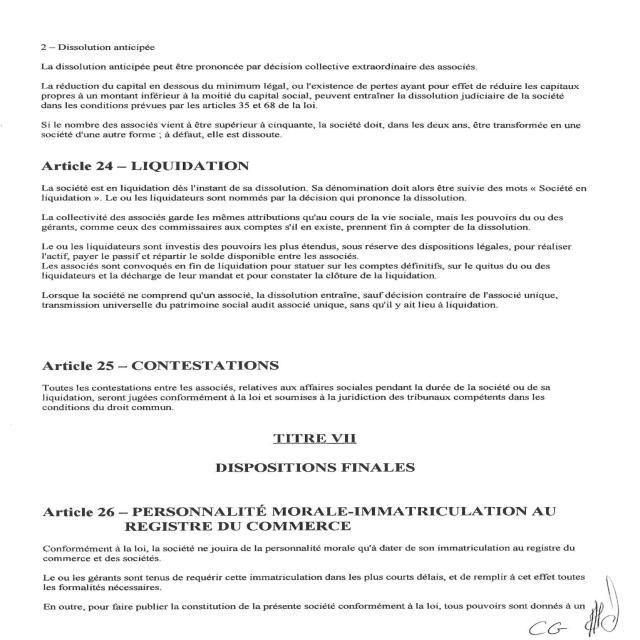 2 – Dissolution anticipée
La dissolution anticipée peut être prononcée par décision collective extraordinaire des associés.
La réduction du capital en dessous du minimum légal, ou l'existence de pertes ayant pour effet de réduire les capitaux
propres à un montant inférieur à la moitié du capital social, peuvent entraîner la dissolution judiciaire de la société
dans les conditions prévues par les articles 35 et 68 de la loi.
Si le nombre des associés vient à être supérieur à cinquante, la société doit, dans les deux ans, être transformée en une
société d'une autre forme ; à défaut, elle est dissoute.
Article 24 – LIQUIDATION
La société est en liquidation dès l'instant de sa dissolution. Sa dénomination doit alors être suivie des mots « Société en
liquidation ». Le ou les liquidateurs sont nommés par la décision qui prononce la dissolution.
La collectivité des associés garde les mêmes attributions qu'au cours de la vie sociale, mais les pouvoirs du ou des
gérants, comme ceux des commissaires aux comptes s'il en existe, prennent fin à compter de la dissolution.
Le ou les liquidateurs sont investis des pouvoirs les plus étendus, sous réserve des dispositions légales, pour réaliser
l'actif, payer le passif et répartir le solde disponible entre les associés.
Les associés sont convoqués en fin de liquidation pour statuer sur les comptes définitifs, sur le quitus du ou des
liquidateurs et la décharge de leur mandat et pour constater la clôture de la liquidation.
Lorsque la société ne comprend qu'un associé, la dissolution entraîne, sauf décision contraire de l'associé unique,
transmission universelle du patrimoine social audit associé unique, sans qu'il y ait lieu à liquidation.
Article 25 – CONTESTATIONS
Toutes les contestations entre les associés, relatives aux affaires sociales pendant la durée de la société ou de sa
liquidation, seront jugées conformément à la loi et soumises à la juridiction des tribunaux compétents dans les
conditions du droit commun.
TITRE VII
DISPOSITIONS FINALES
Article 26 – PERSONNALITÉ MORALE-IMMATRICULATION AU
REGISTRE DU COMMERCE
Conformément à la loi, la société ne jouira de la personnalité morale qu'à dater de son immatriculation au registre du
commerce et des sociétés.
Le ou les gérants sont tenus de requérir cette immatriculation dans les plus courts délais, et de remplir à cet effet toutes
les formalités nécessaires.
En outre, pour faire publier la constitution de la présente société conformément à la loi, tous pouvoirs sont donnés à un
CG